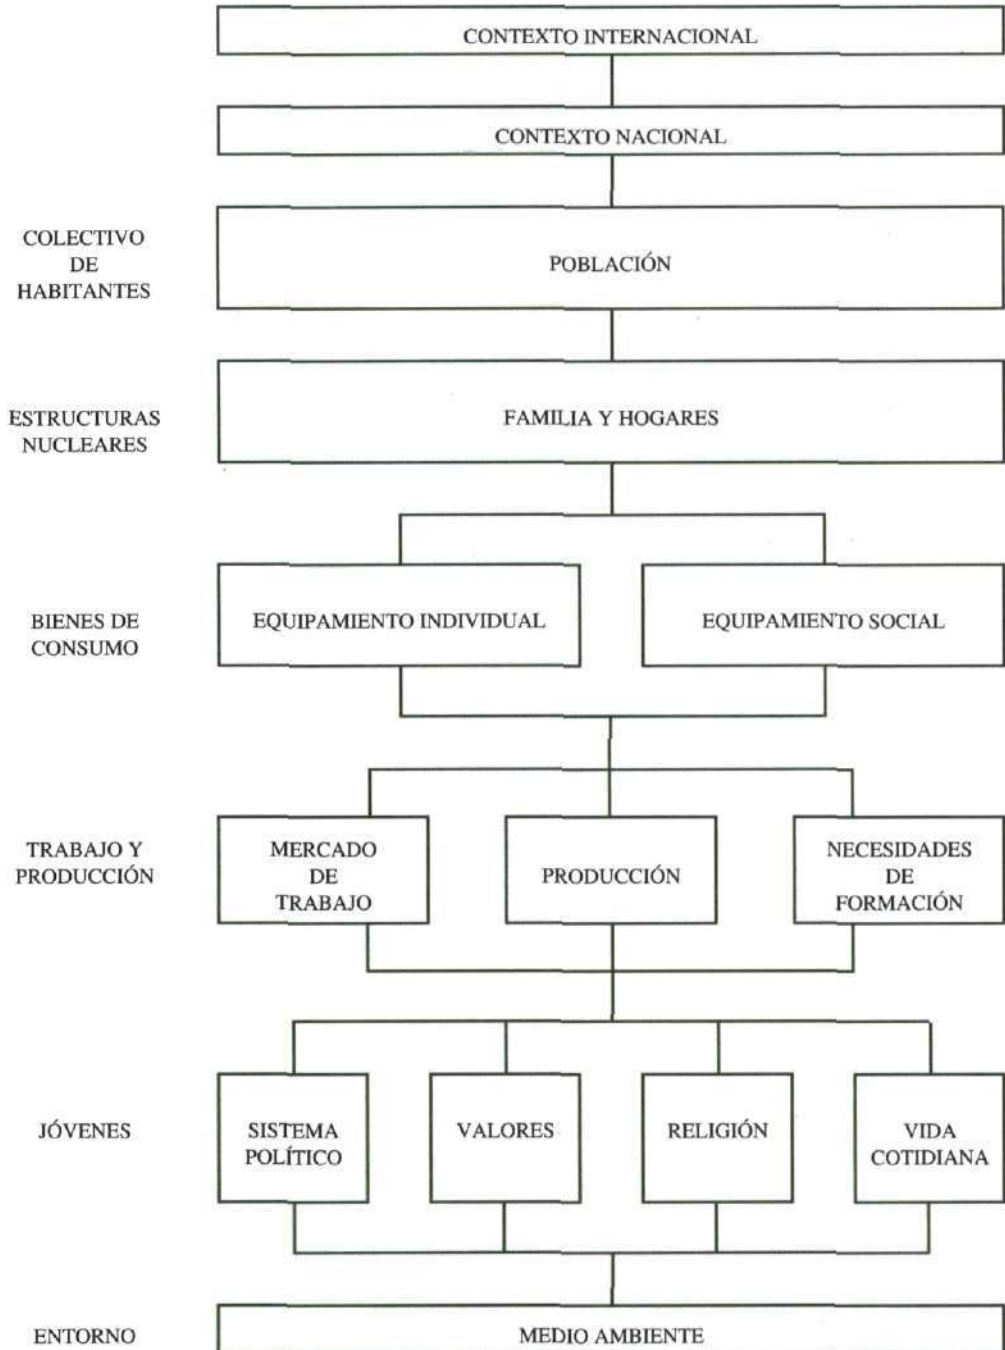 CONTEXTO INTERNACIONAL
CONTEXTO NACIONAL
COLECTIVO
DE
HABITANTES
POBLACIÓN
ESTRUCTURAS
NUCLEARES
FAMILIA Y HOGARES
BIENES DE
CONSUMO
EQUIPAMIENTO INDIVIDUAL
EQUIPAMIENTO SOCIAL
TRABAJO Y
PRODUCCIÓN
MERCADO
DE
TRABAJO
PRODUCCIÓN
NECESIDADES
DE
FORMACIÓN
JÓVENES
SISTEMA
POLÍTICO
VALORES
RELIGIÓN
VIDA
COTIDIANA
ENTORNO
MEDIO AMBIENTE